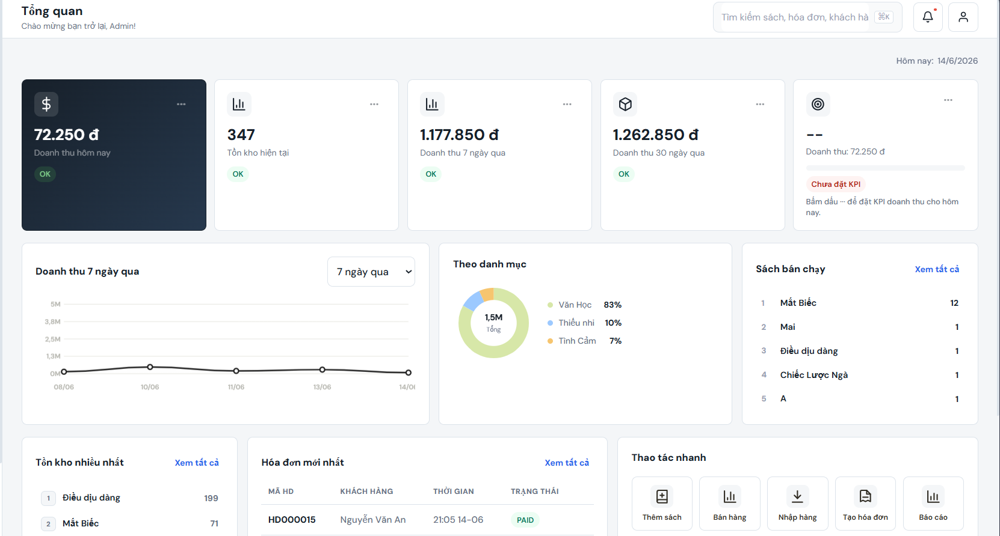 Tổng quan
Chào mừng bạn trở lại, Admin!
Tìm kiếm sách, hóa đơn, khách hà
⌘K
Hôm nay: 14/6/2026
72.250 đ
Doanh thu hôm nay
OK
347
Tồn kho hiện tại
OK
1.177.850 đ
Doanh thu 7 ngày qua
OK
1.262.850 đ
Doanh thu 30 ngày qua
OK
--
Doanh thu: 72.250 đ
Chưa đặt KPI
Bấm dấu ··· để đặt KPI doanh thu cho hôm
nay.
Doanh thu 7 ngày qua
7 ngày qua
5M
3,8M
2,5M
1,3M
0M
08/06 10/06 11/06 13/06 14/06
Theo danh mục
1,5M
Tổng
Văn Học 83%
Thiếu nhi 10%
Tình Cảm 7%
Sách bán chạy
Xem tất cả
1 Mắt Biếc 12
2 Mai 1
3 Điều dịu dàng 1
4 Chiếc Lược Ngà 1
5 A 1
Tồn kho nhiều nhất
Xem tất cả
1 Điều dịu dàng 199
2 Mắt Biếc 71
Hóa đơn mới nhất
Xem tất cả
MÃ HD KHÁCH HÀNG THỜI GIAN TRẠNG THÁI
HD000015 Nguyễn Văn An 21:05 14-06 PAID
Thao tác nhanh
Thêm sách
Bán hàng
Nhập hàng
Tạo hóa đơn
Báo cáo